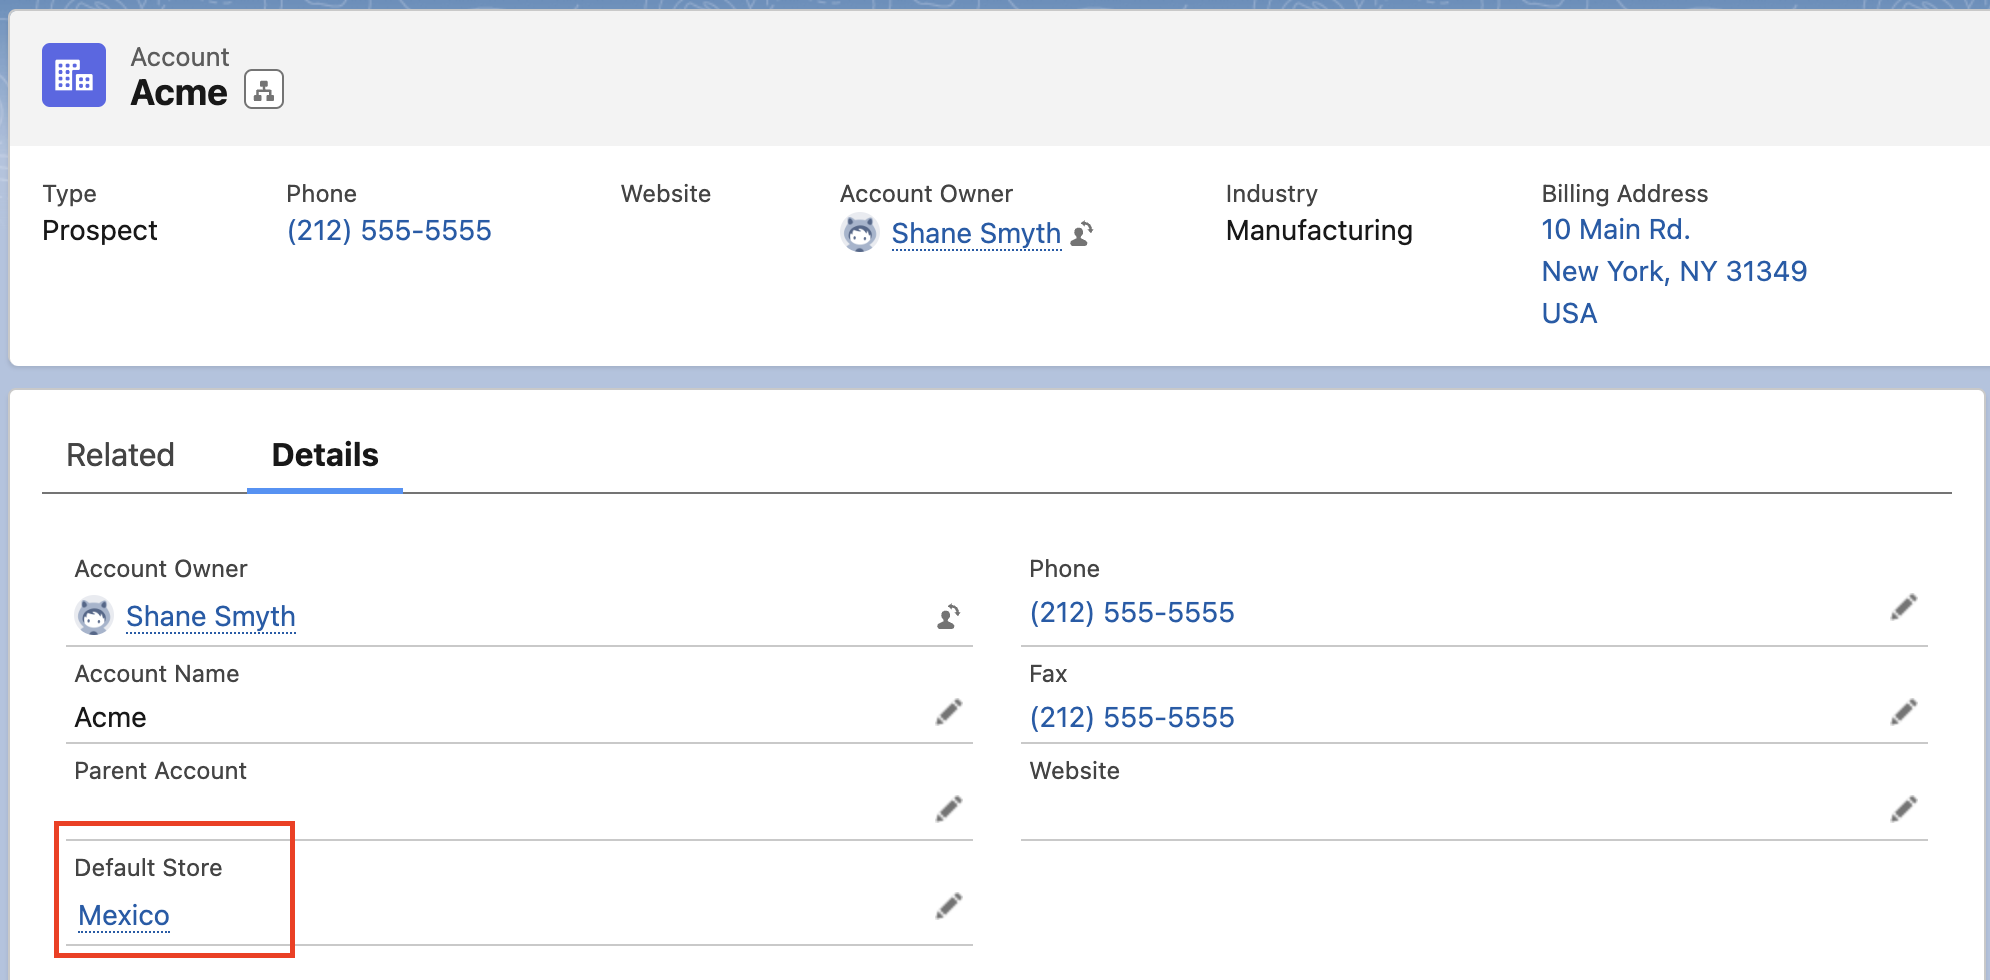 Account
Acme
Type
Prospect
Phone
(212) 555-5555
Website
Account Owner
Shane Smyth
Industry
Manufacturing
Billing Address
10 Main Rd.
New York, NY 31349
USA
Related
Details
Account Owner
Shane Smyth
Phone
(212) 555-5555
Account Name
Acme
Fax
(212) 555-5555
Parent Account
Website
Default Store
Mexico